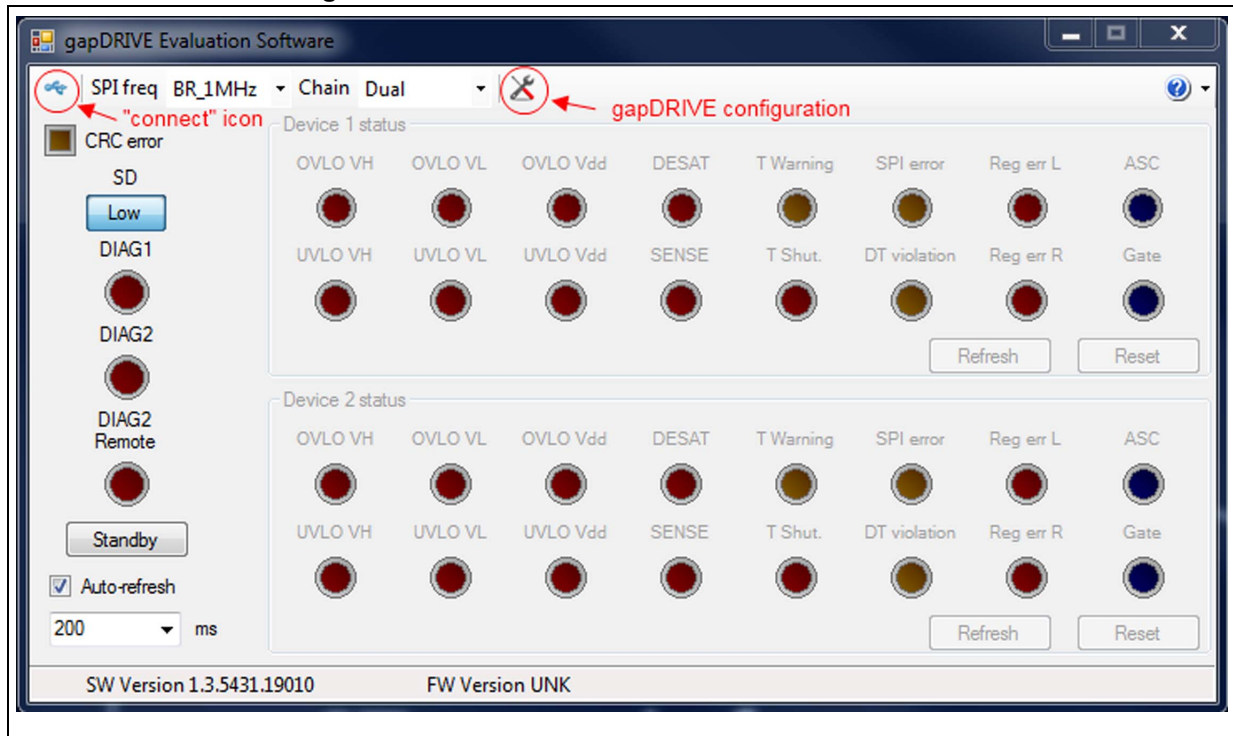 gapDRIVE Evaluation Software
SPI freq BR_1MHz Chain Dual
"connect" icon
gapDRIVE configuration
CRC error
SD
Low
DIAG1
DIAG2
DIAG2
Remote
Standby
Auto-refresh
200 ms
Device 1 status
OVLO VH OVLO VL OVLO Vdd DESAT T Warning SPI error Reg err L ASC
UVLO VH UVLO VL UVLO Vdd SENSE T Shut. DT violation Reg err R Gate
Refresh Reset
Device 2 status
OVLO VH OVLO VL OVLO Vdd DESAT T Warning SPI error Reg err L ASC
UVLO VH UVLO VL UVLO Vdd SENSE T Shut. DT violation Reg err R Gate
Refresh Reset
SW Version 1.3.5431.19010 FW Version UNK